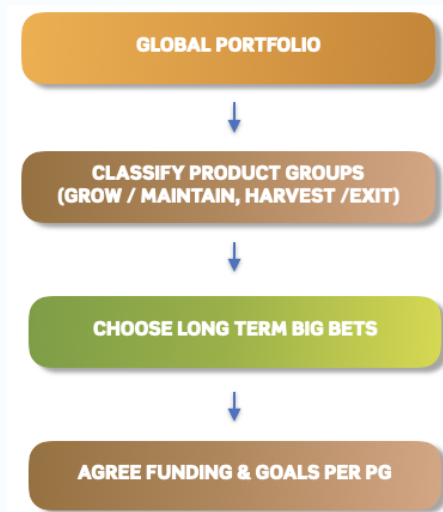 GLOBAL PORTFOLIO
CLASSIFY PRODUCT GROUPS
(GROW / MAINTAIN, HARVEST /EXIT)
CHOOSE LONG TERM BIG BETS
AGREE FUNDING & GOALS PER PG